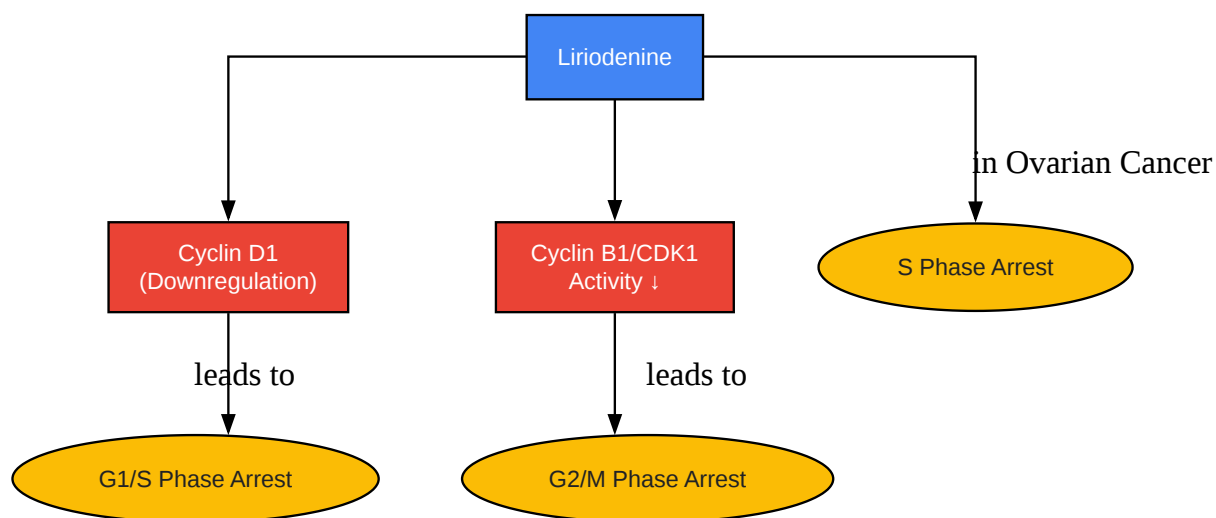 Liriodenine
in Ovarian Cancer
Cyclin D1
(Downregulation)
Cyclin B1/CDK1
Activity ↓
S Phase Arrest
leads to
leads to
G1/S Phase Arrest
G2/M Phase Arrest